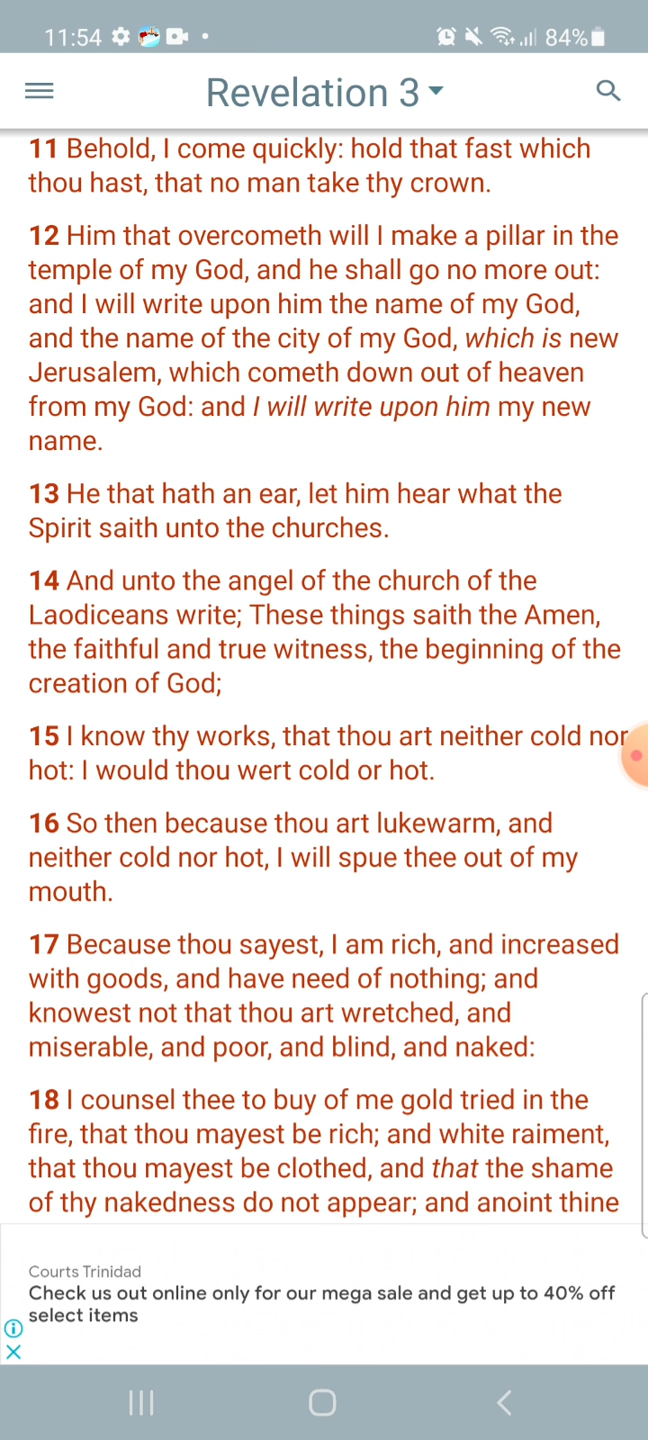 11:54
84%
Revelation 3
11 Behold, I come quickly: hold that fast which
thou hast, that no man take thy crown.
12 Him that overcometh will I make a pillar in the
temple of my God, and he shall go no more out:
and I will write upon him the name of my God,
and the name of the city of my God, which is new
Jerusalem, which cometh down out of heaven
from my God: and I will write upon him my new
name.
13 He that hath an ear, let him hear what the
Spirit saith unto the churches.
14 And unto the angel of the church of the
Laodiceans write; These things saith the Amen,
the faithful and true witness, the beginning of the
creation of God;
15 I know thy works, that thou art neither cold nor
hot: I would thou wert cold or hot.
16 So then because thou art lukewarm, and
neither cold nor hot, I will spue thee out of my
mouth.
17 Because thou sayest, I am rich, and increased
with goods, and have need of nothing; and
knowest not that thou art wretched, and
miserable, and poor, and blind, and naked:
18 I counsel thee to buy of me gold tried in the
fire, that thou mayest be rich; and white raiment,
that thou mayest be clothed, and that the shame
of thy nakedness do not appear; and anoint thine
Courts Trinidad
Check us out online only for our mega sale and get up to 40% off
select items